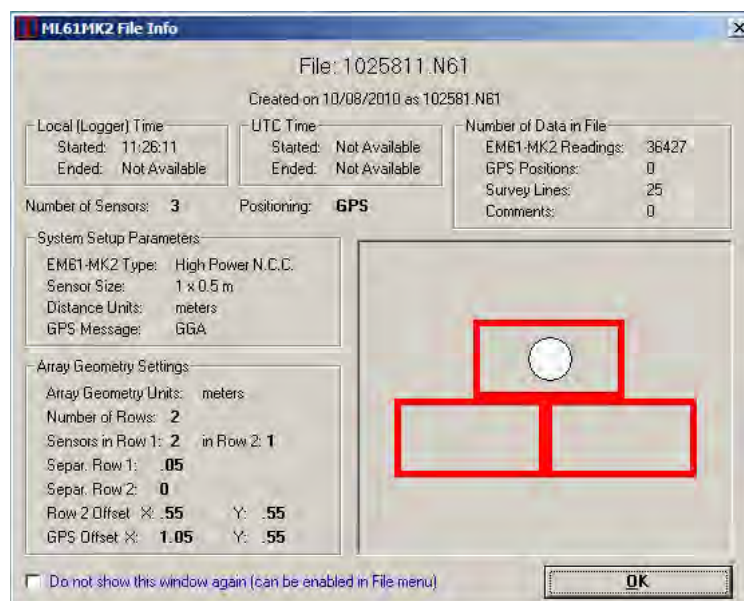 ML61MK2 File Info
File: 1025811.N61
Created on 10/08/2010 as 102581.N61
Local (Logger) Time
Started: 11:26:11
Ended: Not Available
UTC Time
Started: Not Available
Ended: Not Available
Number of Data in File
EM61-MK2 Readings: 36427
GPS Positions: 0
Survey Lines: 25
Comments: 0
Number of Sensors: 3 Positioning: GPS
System Setup Parameters
EM61-MK2 Type: High Power N.C.C.
Sensor Size: 1 x 0.5 m
Distance Units: meters
GPS Message: GGA
Array Geometry Settings
Array Geometry Units: meters
Number of Rows: 2
Sensors in Row 1: 2 in Row 2: 1
Separ. Row 1: .05
Separ. Row 2: 0
Row 2 Offset X: .55 Y: .55
GPS Offset X: 1.05 Y: .55
Do not show this window again (can be enabled in File menu)
OK